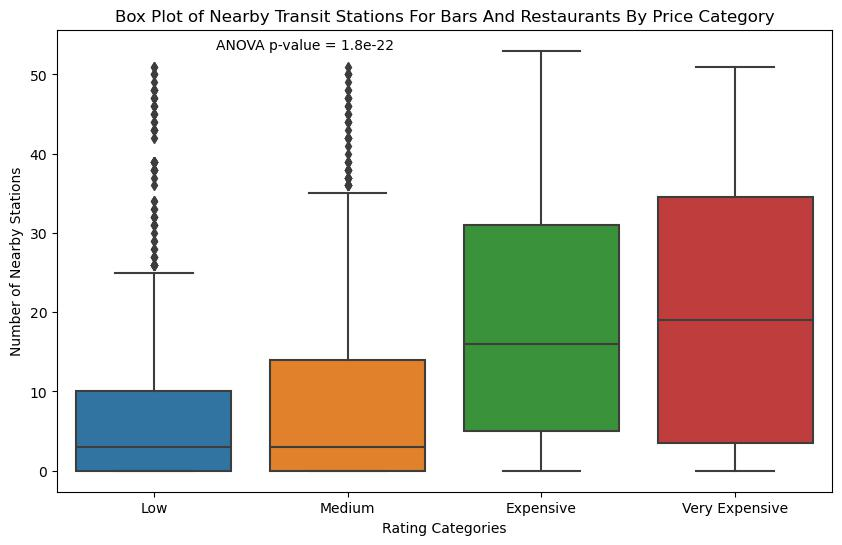 Box Plot of Nearby Transit Stations For Bars And Restaurants By Price Category
ANOVA p-value = 1.8e-22
50
40
30
20
10
0
Number of Nearby Stations
Low
Medium
Expensive
Very Expensive
Rating Categories